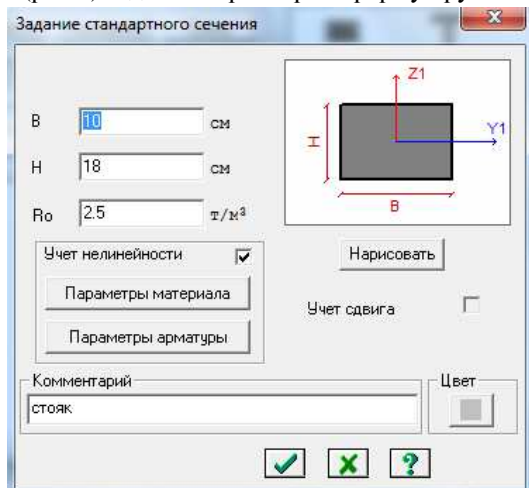 Задание стандартного сечения
B 10 см
H 18 см
Ro 2.5 т/м³
Z1
Y1
H
B
Учет нелинейности
Нарисовать
Параметры материала
Учет сдвига
Параметры арматуры
Комментарий
Цвет
стояк